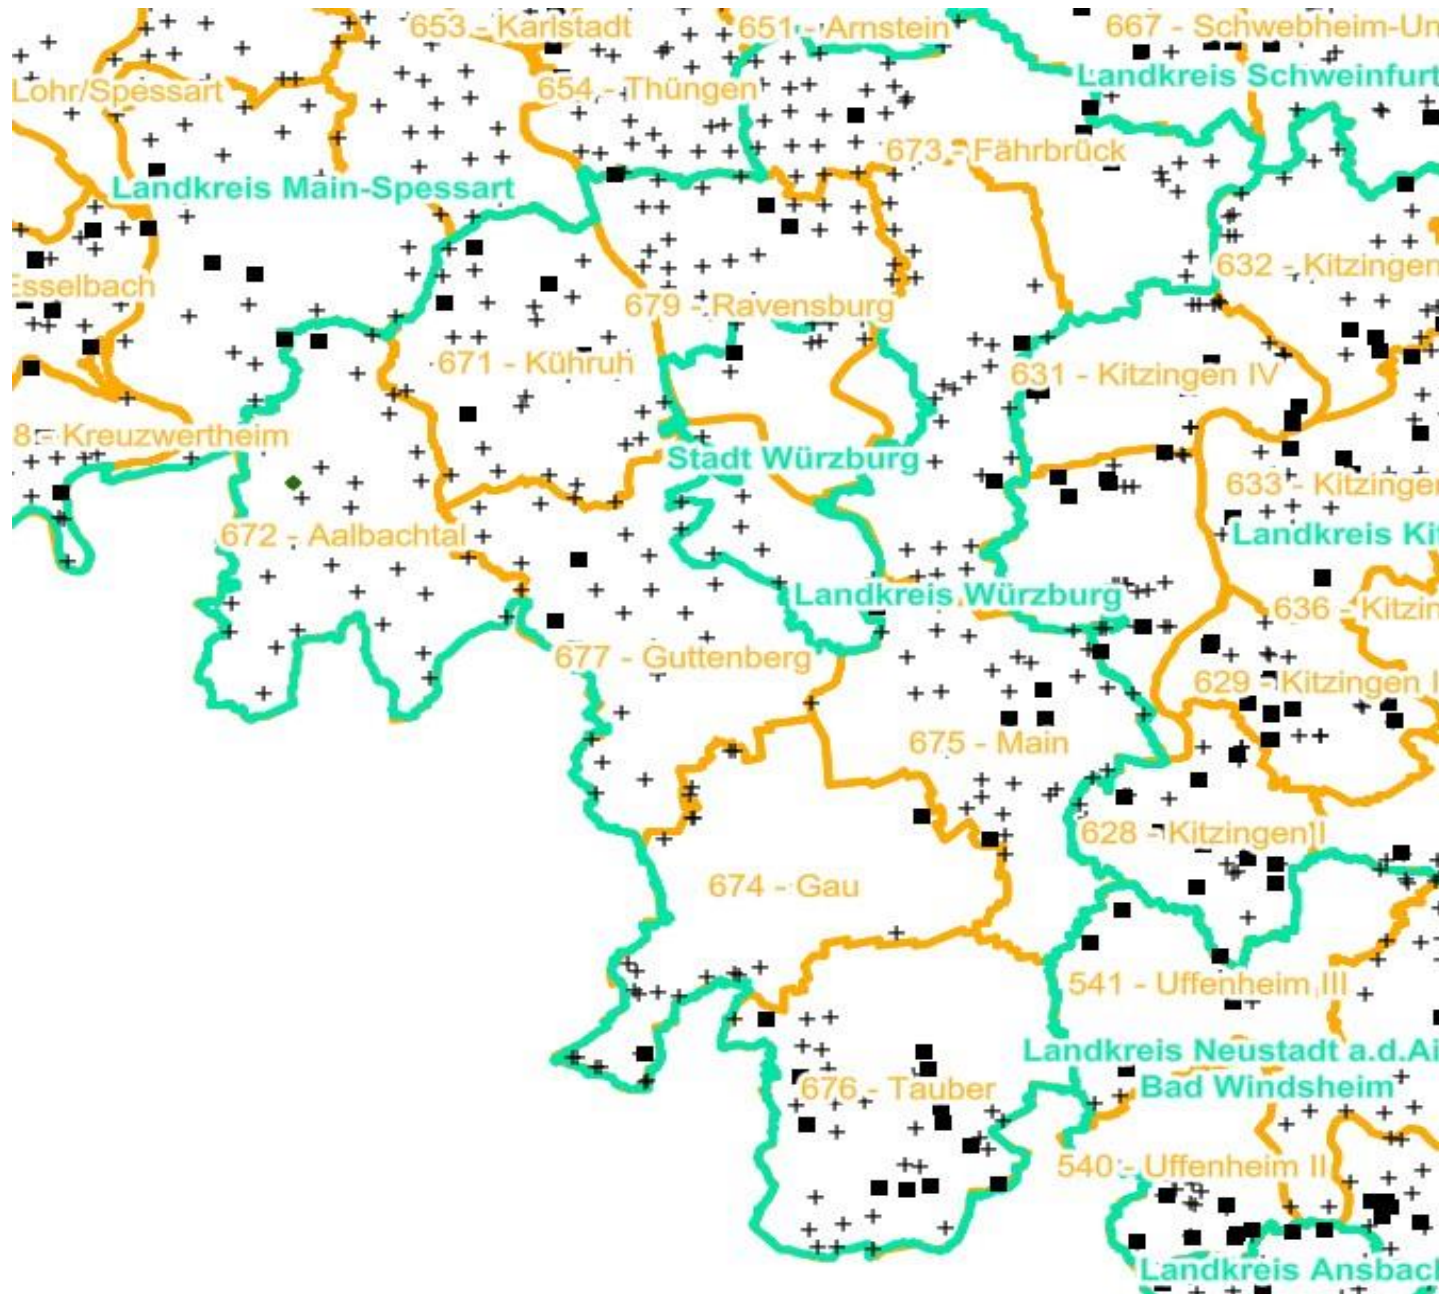 653 - Karlstadt
651 - Arnstein
667 - Schwebheim-Un
Landkreis Schweinfurt
Lohr/Spessart
654 - Thüngen
673 - Fährbrück
Landkreis Main-Spessart
632 - Kitzingen
Esselbach
679 - Ravensburg
671 - Kühruh
631 - Kitzingen IV
8 - Kreuzwertheim
Stadt Würzburg
633 - Kitzinge
672 - Aalbachtal
Landkreis Kit
Landkreis Würzburg
636 - Kitzin
677 - Guttenberg
629 - Kitzingen I
675 - Main
628 - Kitzingen II
674 - Gau
541 - Uffenheim III
Landkreis Neustadt a.d.Ai
Bad Windsheim
676 - Tauber
540 - Uffenheim II
Landkreis Ansbach